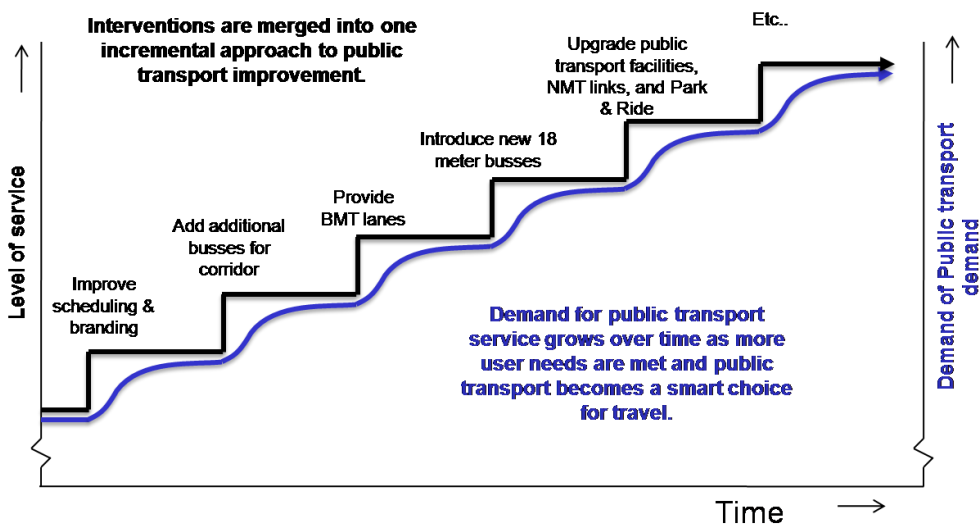 Interventions are merged into one
incremental approach to public
transport improvement.
Etc..
Upgrade public
transport facilities,
NMT links, and Park
& Ride
Introduce new 18
meter busses
Provide
BMT lanes
Add additional
busses for
corridor
Improve
scheduling &
branding
Level of service
Demand of Public transport
demand
Demand for public transport
service grows over time as more
user needs are met and public
transport becomes a smart choice
for travel.
Time